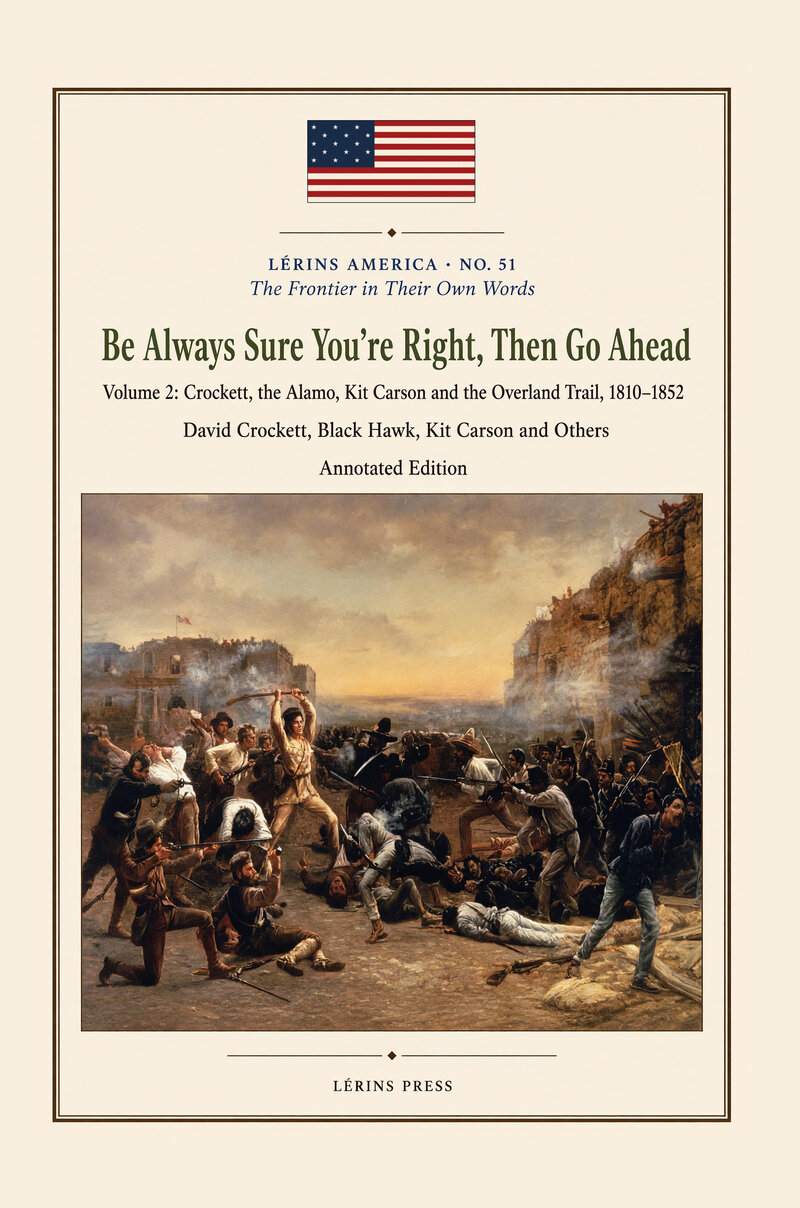 LÉRINS AMERICA · NO. 51
The Frontier in Their Own Words
Be Always Sure You're Right, Then Go Ahead
Volume 2: Crockett, the Alamo, Kit Carson and the Overland Trail, 1810–1852
David Crockett, Black Hawk, Kit Carson and Others
Annotated Edition
LÉRINS PRESS